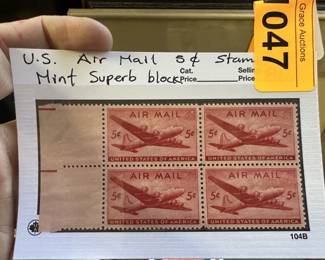 Grace Auctions
1047
U.S. Air Mail 5¢ Stam
Mint Superb block
Cat.
Price
Sellin
Price
AIR MAIL
5¢ 5¢
UNITED STATES OF AMERICA
AIR MAIL
5¢ 5¢
UNITED STATES OF AMERICA
AIR MAIL
5¢ 5¢
UNITED STATES OF AMERICA
AIR MAIL
5¢ 5¢
UNITED STATES OF AMERICA
104B